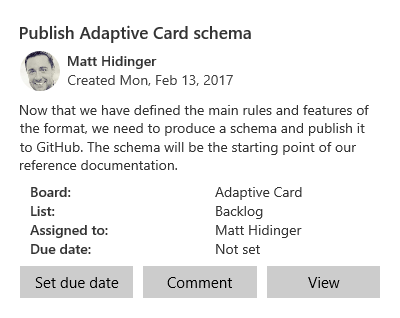 Publish Adaptive Card schema
Matt Hidinger
Created Mon, Feb 13, 2017
Now that we have defined the main rules and features of
the format, we need to produce a schema and publish it
to GitHub. The schema will be the starting point of our
reference documentation.
Board: Adaptive Card
List: Backlog
Assigned to: Matt Hidinger
Due date: Not set
Set due date Comment View